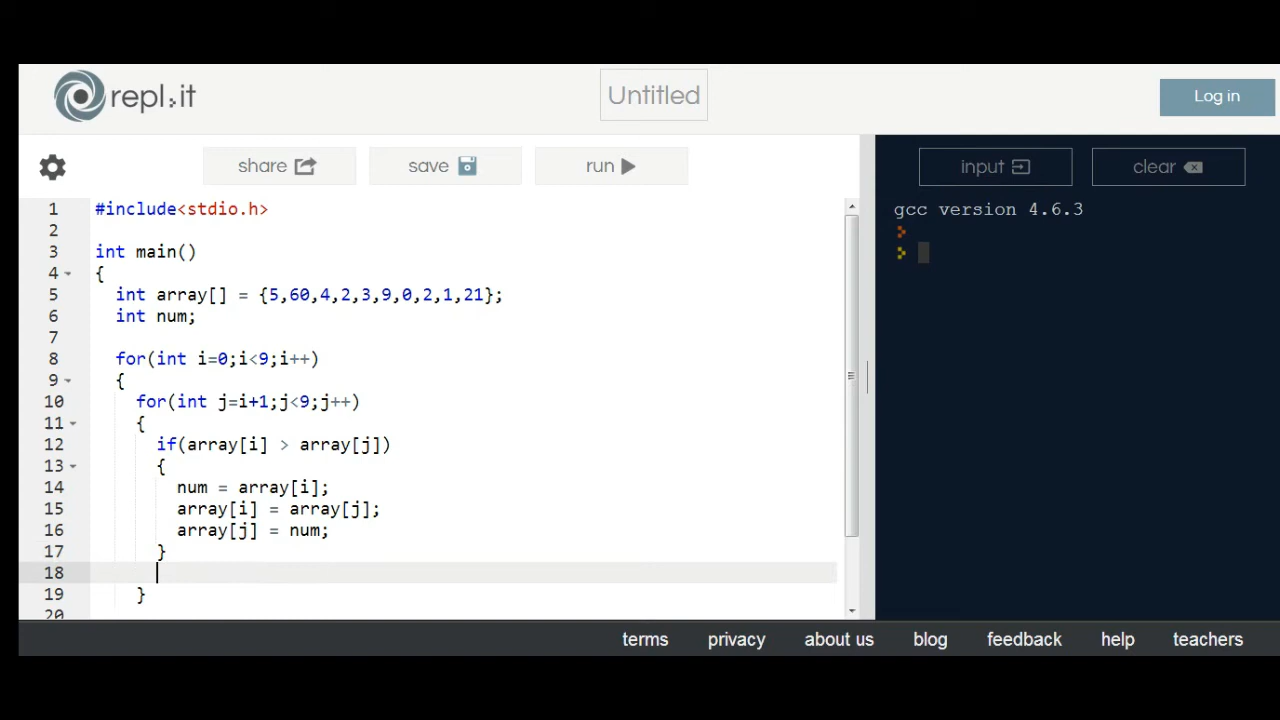 repl.it
Untitled
Log in
share
save
run
input
clear
1 #include<stdio.h>
2
3 int main()
4 {
5 int array[] = {5,60,4,2,3,9,0,2,1,21};
6 int num;
7
8 for(int i=0;i<9;i++)
9 {
10 for(int j=i+1;j<9;j++)
11 {
12 if(array[i] > array[j])
13 {
14 num = array[i];
15 array[i] = array[j];
16 array[j] = num;
17 }
18
19 }
20
gcc version 4.6.3
terms privacy about us blog feedback help teachers